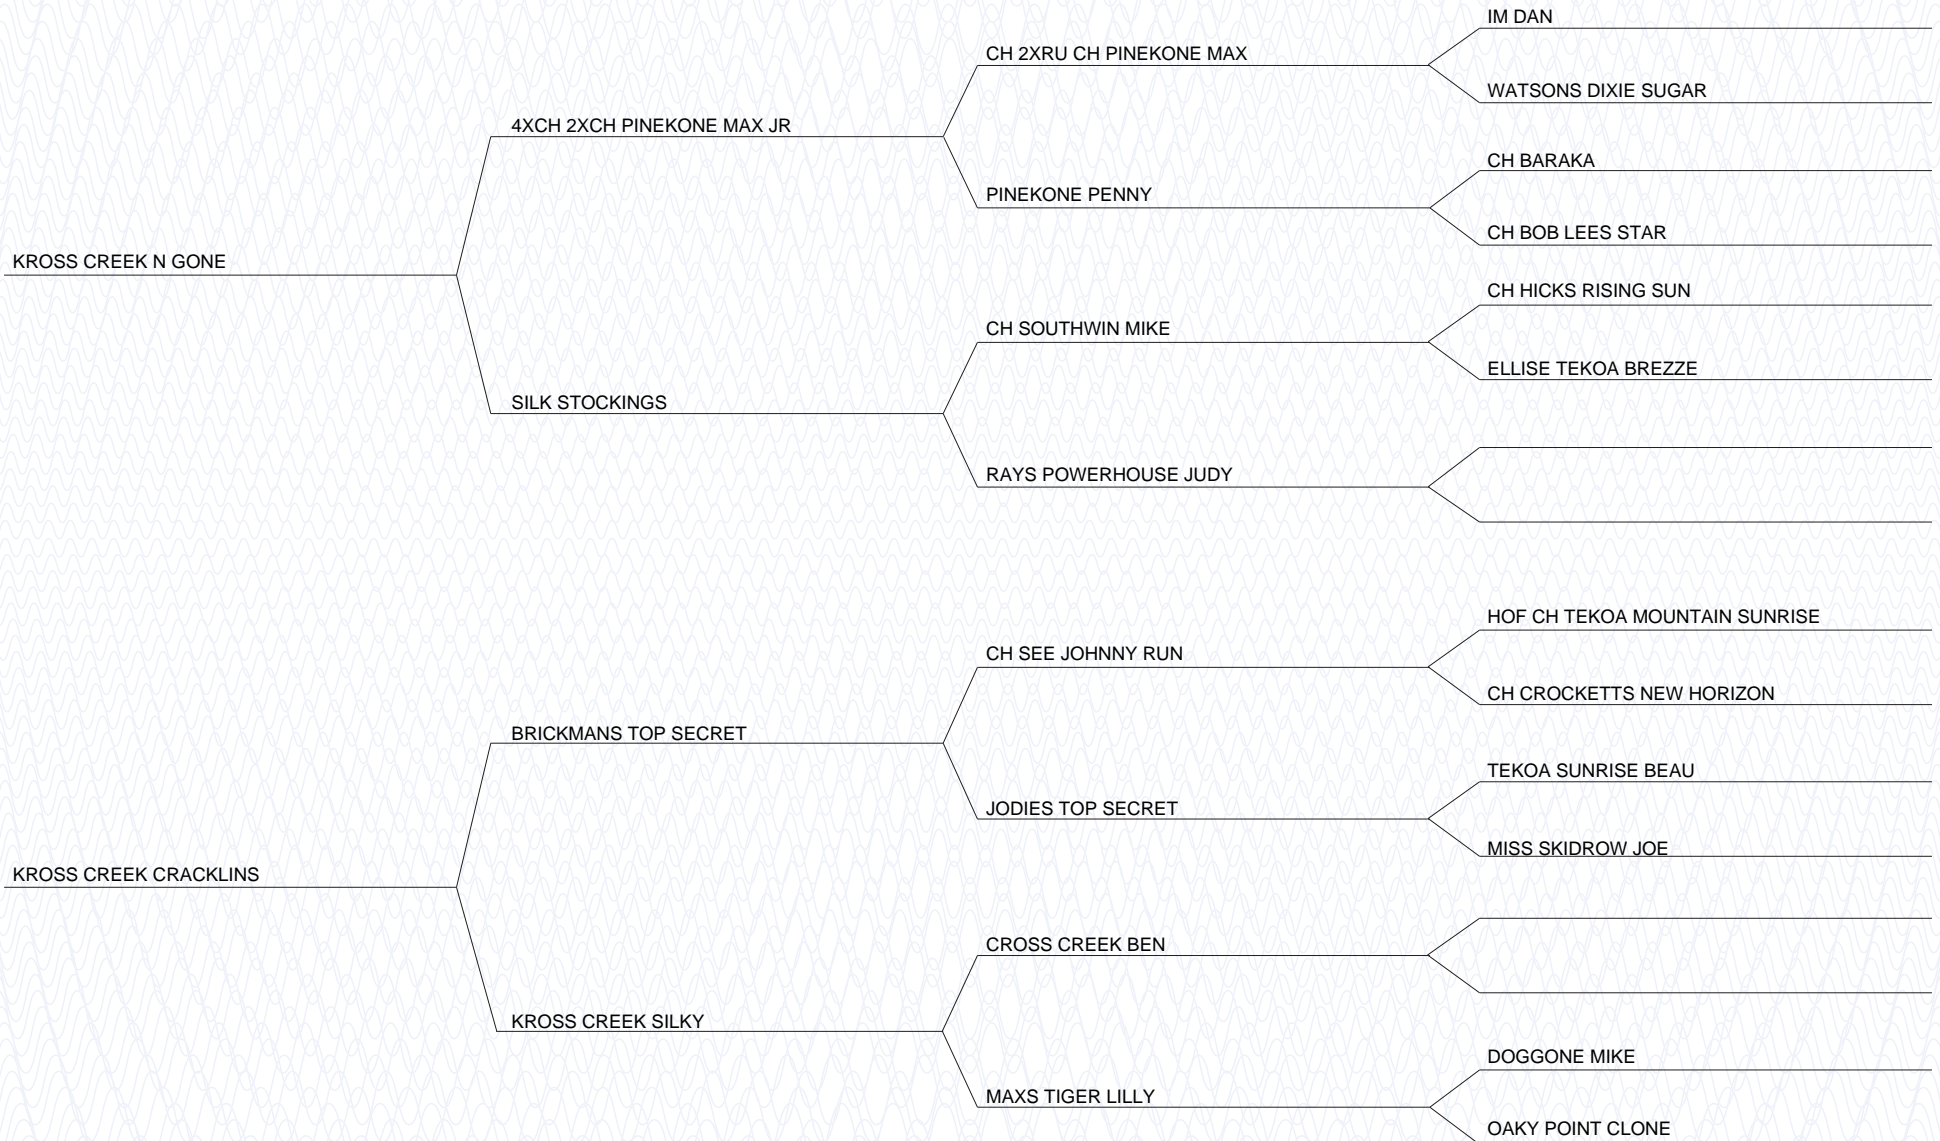 IM DAN
CH 2XRU CH PINEKONE MAX
WATSONS DIXIE SUGAR
4XCH 2XCH PINEKONE MAX JR
CH BARAKA
PINEKONE PENNY
CH BOB LEES STAR
KROSS CREEK N GONE
CH HICKS RISING SUN
CH SOUTHWIN MIKE
ELLISE TEKOA BREZZE
SILK STOCKINGS
RAYS POWERHOUSE JUDY
HOF CH TEKOA MOUNTAIN SUNRISE
CH SEE JOHNNY RUN
CH CROCKETTS NEW HORIZON
BRICKMANS TOP SECRET
TEKOA SUNRISE BEAU
JODIES TOP SECRET
MISS SKIDROW JOE
KROSS CREEK CRACKLINS
CROSS CREEK BEN
KROSS CREEK SILKY
DOGGONE MIKE
MAXS TIGER LILLY
OAKY POINT CLONE